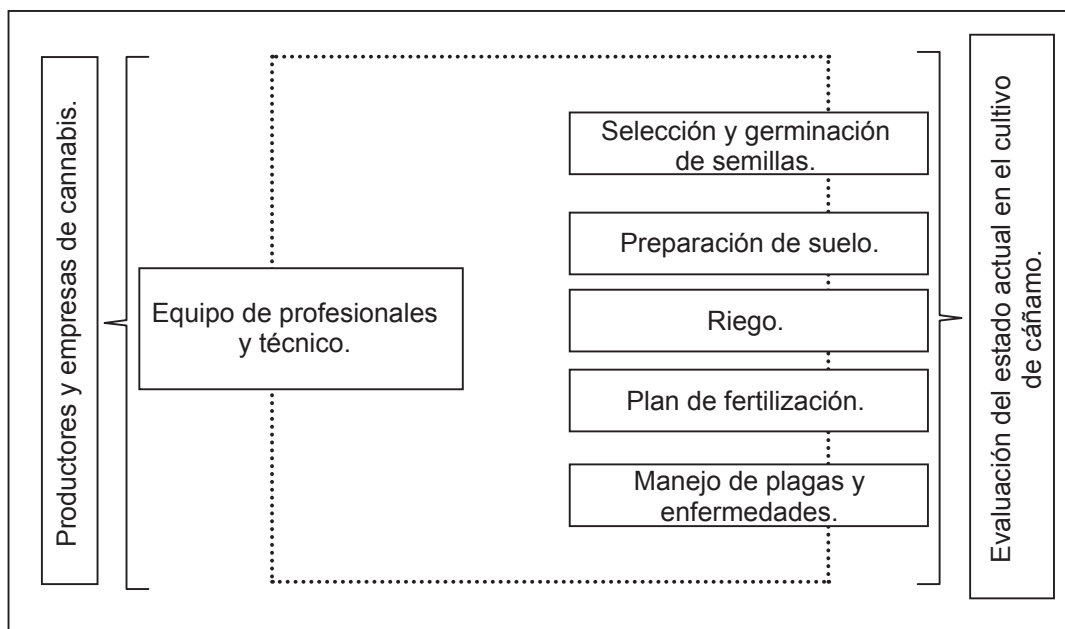 Productores y empresas de cannabis.
Equipo de profesionales
y técnico.
Selección y germinación
de semillas.
Preparación de suelo.
Riego.
Plan de fertilización.
Manejo de plagas y
enfermedades.
Evaluación del estado actual en el cultivo
de cáñamo.